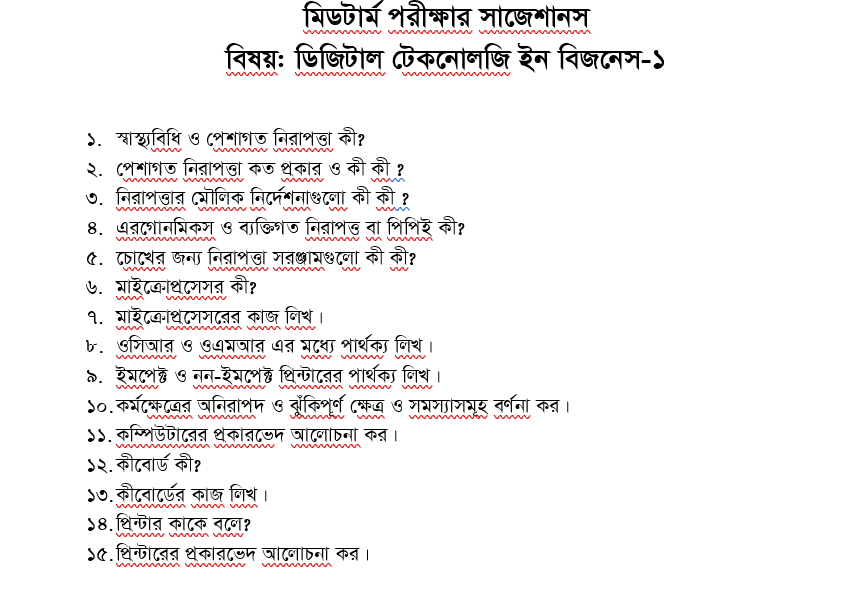 মিডটার্ম পরীক্ষার সাজেশানস
বিষয়: ডিজিটাল টেকনোলজি ইন বিজনেস-১
১. স্বাস্থ্যবিধি ও পেশাগত নিরাপত্তা কী?
২. পেশাগত নিরাপত্তা কত প্রকার ও কী কী ?
৩. নিরাপত্তার মৌলিক নির্দেশনাগুলো কী কী ?
৪. এরগোনমিকস ও ব্যক্তিগত নিরাপত্ত বা পিপিই কী?
৫. চোখের জন্য নিরাপত্তা সরঞ্জামগুলো কী কী?
৬. মাইক্রোপ্রসেসর কী?
৭. মাইক্রোপ্রসেসরের কাজ লিখ।
৮. ওসিআর ও ওএমআর এর মধ্যে পার্থক্য লিখ।
৯. ইমপেক্ট ও নন-ইমপেক্ট প্রিন্টারের পার্থক্য লিখ।
১০.কর্মক্ষেত্রের অনিরাপদ ও ঝুঁকিপূর্ণ ক্ষেত্র ও সমস্যাসমূহ বর্ণনা কর।
১১.কম্পিউটারের প্রকারভেদ আলোচনা কর।
১২.কীবোর্ড কী?
১৩.কীবোর্ডের কাজ লিখ।
১৪.প্রিন্টার কাকে বলে?
১৫.প্রিন্টারের প্রকারভেদ আলোচনা কর।